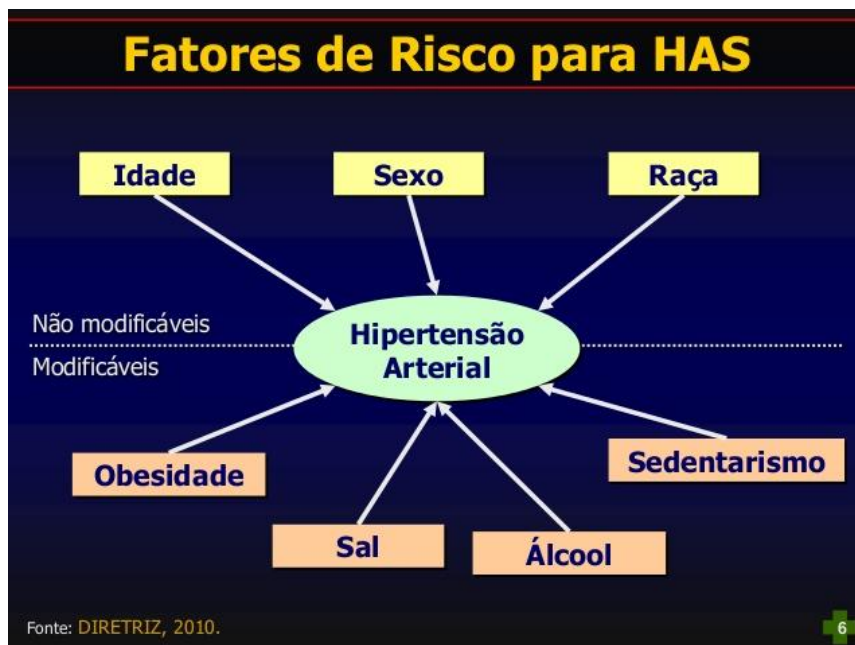 Fatores de Risco para HAS
Idade
Sexo
Raça
Não modificáveis
Hipertensão
Arterial
Modificáveis
Obesidade
Sal
Álcool
Sedentarismo
Fonte: DIRETRIZ, 2010.
6